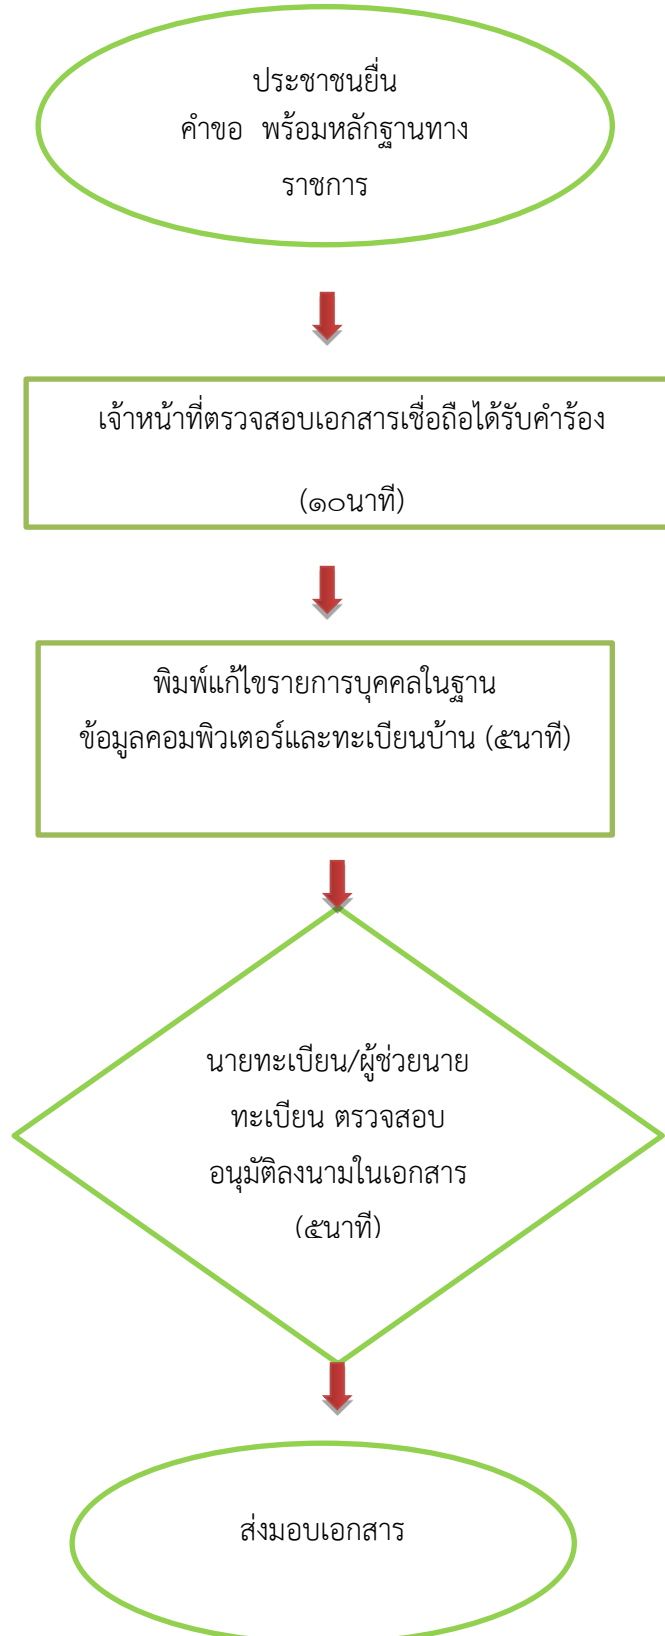 ประชาชนยื่น
คำขอ  พร้อมหลักฐานทาง
ราชการ
เจ้าหน้าที่ตรวจสอบเอกสารเชื่อถือได้รับคำร้อง
(๑๐นาที)
พิมพ์แก้ไขรายการบุคคลในฐาน
ข้อมูลคอมพิวเตอร์และทะเบียนบ้าน (๕นาที)
นายทะเบียน/ผู้ช่วยนาย
ทะเบียน ตรวจสอบ
อนุมัติลงนามในเอกสาร
(๕นาที)
ส่งมอบเอกสาร